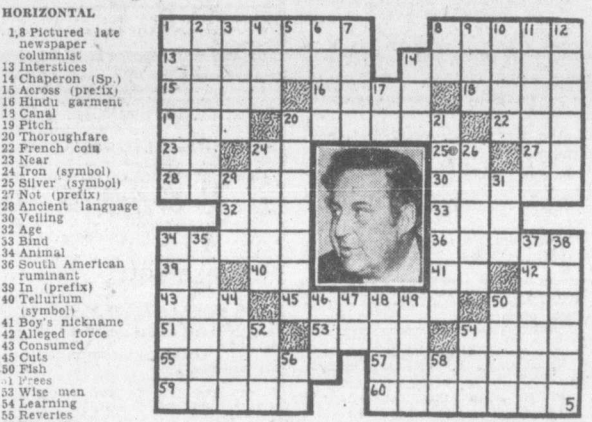 HORIZONTAL
1,8 Pictured late
newspaper
columnist
13 Interstices
14 Chaperon (Sp.)
15 Across (prefix)
16 Hindu garment
18 Canal
19 Pitch
20 Thoroughfare
22 French coin
23 Near
24 Iron (symbol)
25 Silver (symbol)
27 Not (prefix)
28 Ancient language
30 Veiling
32 Age
33 Bind
34 Animal
36 South American
ruminant
39 In (prefix)
40 Tellurium
(symbol)
41 Boy's nickname
42 Alleged force
43 Consumed
45 Cuts
50 Fish
51 Frees
53 Wise men
54 Learning
55 Reveries
1 2 3 4 5 6 7 8 9 10 11 12
13 14
15 16 17 18
19 20 21 22
23 24 25 26 27
28 29 30 31
32 33
34 35 36 37 38
39 40 41 42
43 44 45 46 47 48 49 50
51 52 53 54
55 56 57 58
59 60
5